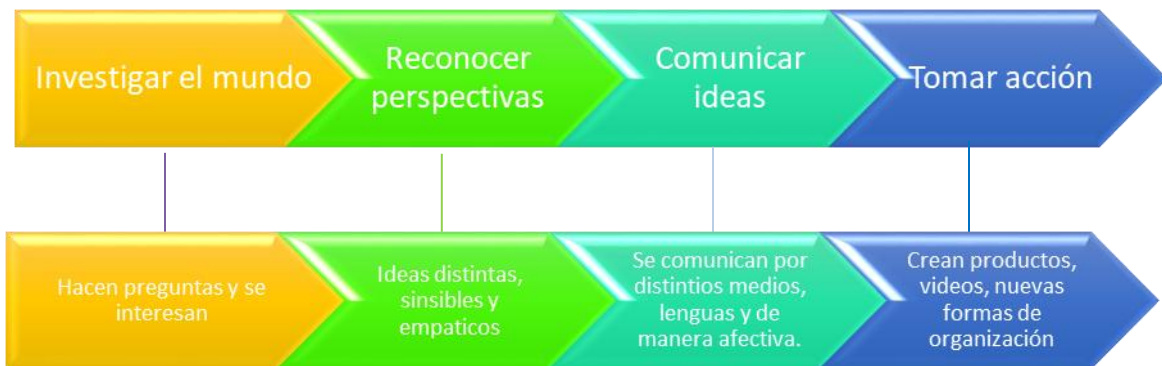 Investigar el mundo
Reconocer
perspectivas
Comunicar
ideas
Tomar acción
Hacen preguntas y se
interesan
Ideas distintas,
sinsibles y
empaticos
Se comunican por
distintios medios,
lenguas y de
manera afectiva.
Crean productos,
videos, nuevas
formas de
organización